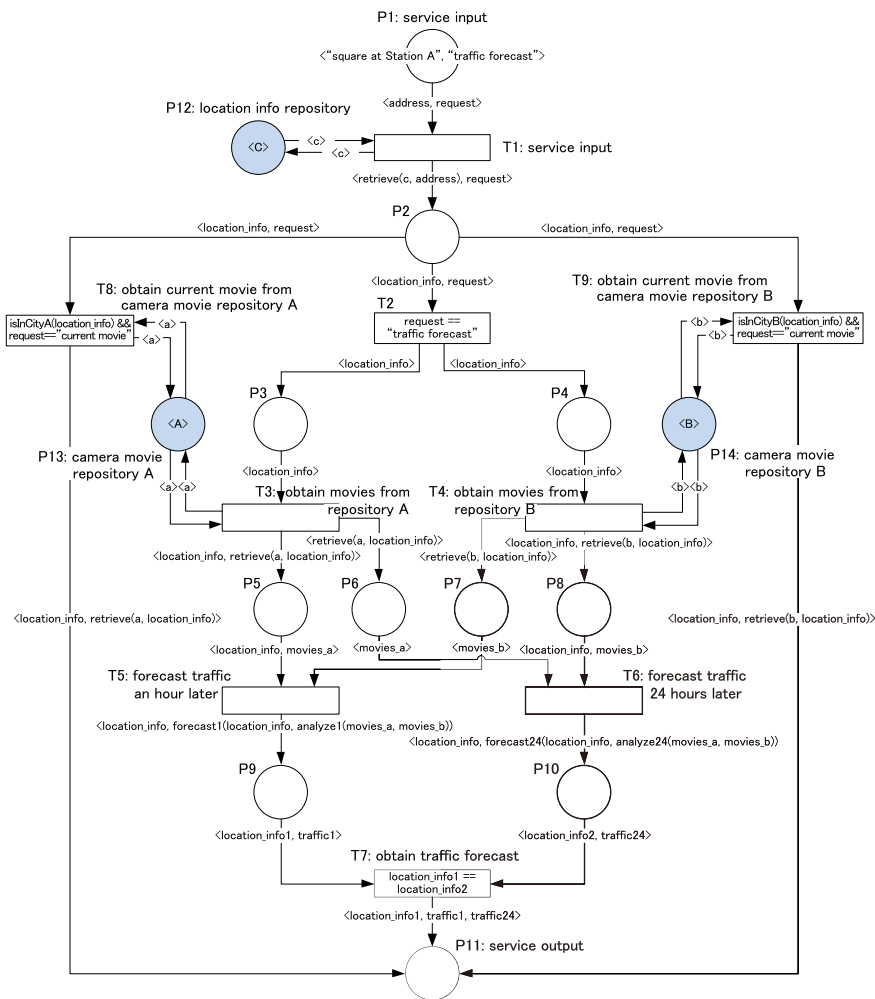 P1: service input
<“square at Station A”, “traffic forecast”>
<address, request>
P12: location info repository
<C>
<c>
<c>
T1: service input
<retrieve(c, address), request>
P2
<location_info, request>
<location_info, request>
<location_info, request>
T8: obtain current movie from
camera movie repository A
T9: obtain current movie from
camera movie repository B
T2
isInCityA(location_info) &&
request=="current movie"
<a>
<a>
request ==
“traffic forecast”
<b>
<b>
isInCityB(location_info) &&
request="current movie"
<location_info>
<location_info>
P3
P4
<A>
<B>
P13: camera movie
repository A
P14: camera movie
repository B
<location_info>
<location_info>
<a><a>
<b><b>
T3: obtain movies from
repository A
T4: obtain movies from
repository B
<retrieve(a, location_info)>
<location_info, retrieve(b, location_info)>
<location_info, retrieve(a, location_info)>
<retrieve(b, location_info)>
P5
P6
P7
P8
<location_info, retrieve(a, location_info)>
<location_info, retrieve(b, location_info)>
<location_info, movies_a>
<movies_a>
<movies_b>
<location_info, movies_b>
T5: forecast traffic
an hour later
T6: forecast traffic
24 hours later
<location_info, forecast1(location_info, analyze1(movies_a, movies_b))
<location_info, forecast24(location_info, analyze24(movies_a, movies_b))
P9
P10
<location_info1, traffic1>
<location_info2, traffic24>
T7: obtain traffic forecast
location_info1 ==
location_info2
<location_info1, traffic1, traffic24>
P11: service output